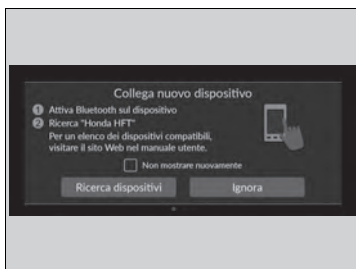 Collega nuovo dispositivo
1 Attiva Bluetooth sul dispositivo
2 Ricerca "Honda HFT"
Per un elenco dei dispositivi compatibili,
visitare il sito Web nel manuale utente.
Non mostrare nuovamente
Ricerca dispositivi
Ignora